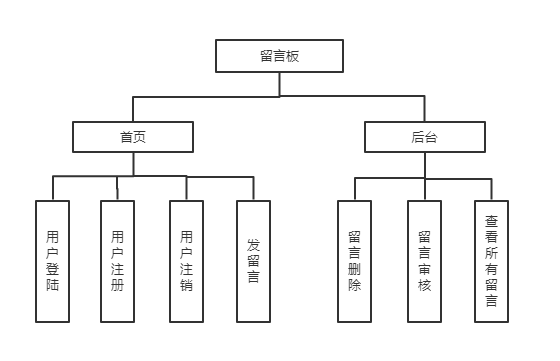 留言板
首页
后台
用户登陆
用户注册
用户注销
发留言
留言删除
留言审核
查看所有留言